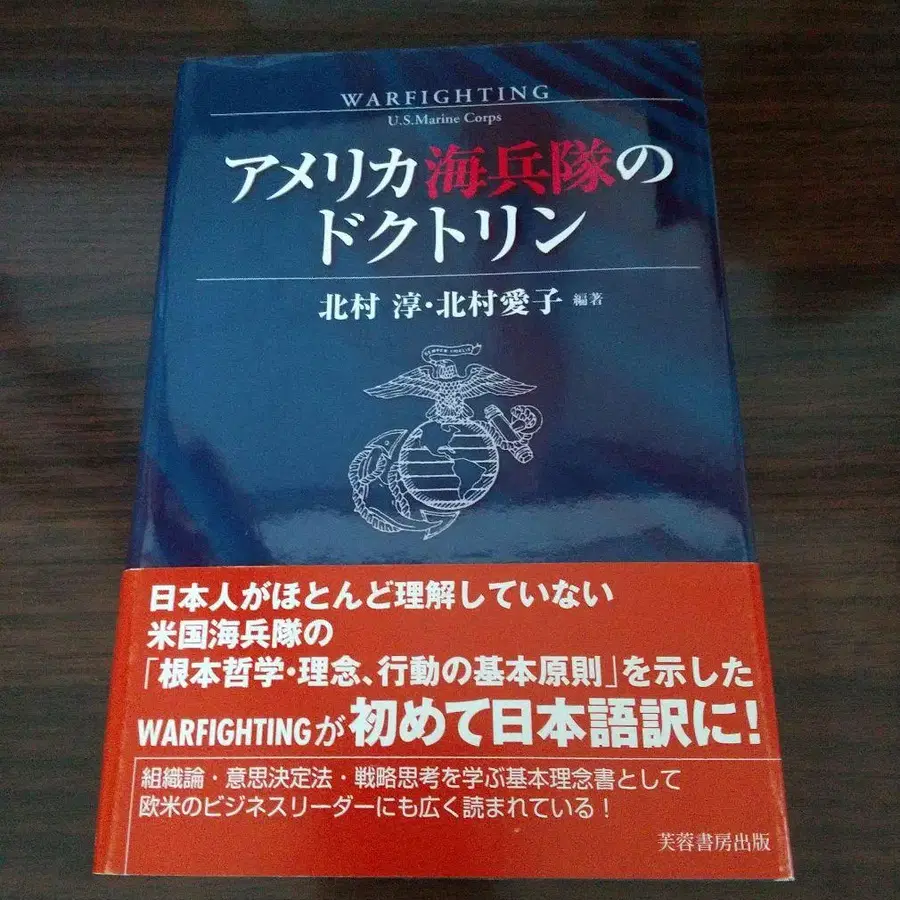 WARFIGHTING
U.S.Marine Corps
アメリカ海兵隊の
ドクトリン
北村 淳・北村愛子 編著
SEMPER FIDELIS
日本人がほとんど理解していない
米国海兵隊の
「根本哲学・理念、行動の基本原則」を示した
WARFIGHTINGが初めて日本語訳に!
組織論・意思決定法・戦略思考を学ぶ基本理念書として
欧米のビジネスリーダーにも広く読まれている!
芙蓉書房出版